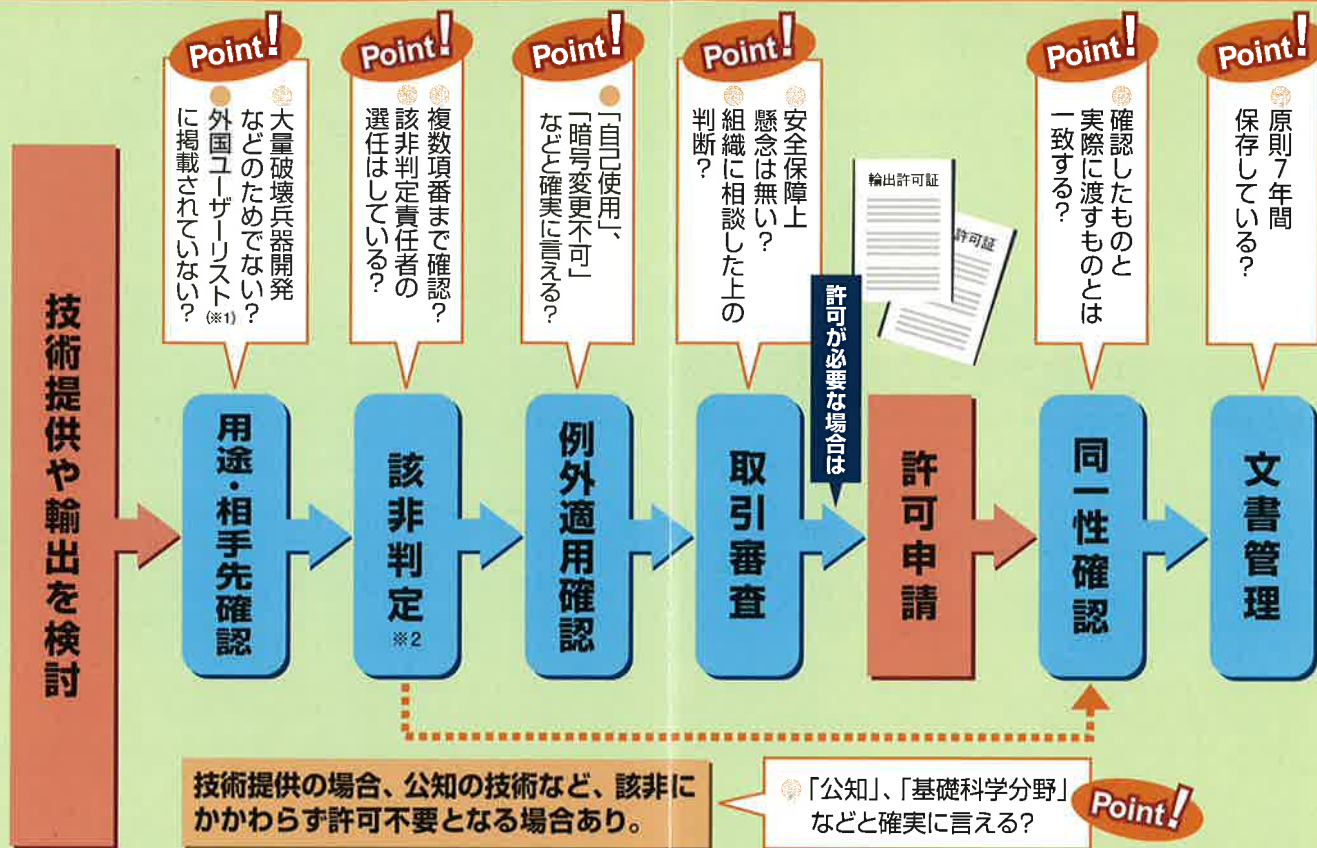 技術提供や輸出を検討
Point!
大量破壊兵器開発
などのためでない?
外国ユーザーリスト(※1)
に掲載されていない?
用途・相手先確認
Point!
複数項番まで確認?
該非判定責任者の
選任はしている?
該非判定
※2
Point!
「自己使用」、
「暗号変更不可」
などと確実に言える?
例外適用確認
Point!
安全保障上
懸念は無い?
組織に相談した上の
判断?
取引審査
許可が必要な場合は
輸出許可証
許可証
許可申請
Point!
確認したものと
実際に渡すものとは
一致する?
同一性確認
Point!
原則7年間
保存している?
文書管理
技術提供の場合、公知の技術など、該非に
かかわらず許可不要となる場合あり。
「公知」、「基礎科学分野」
などと確実に言える?
Point!